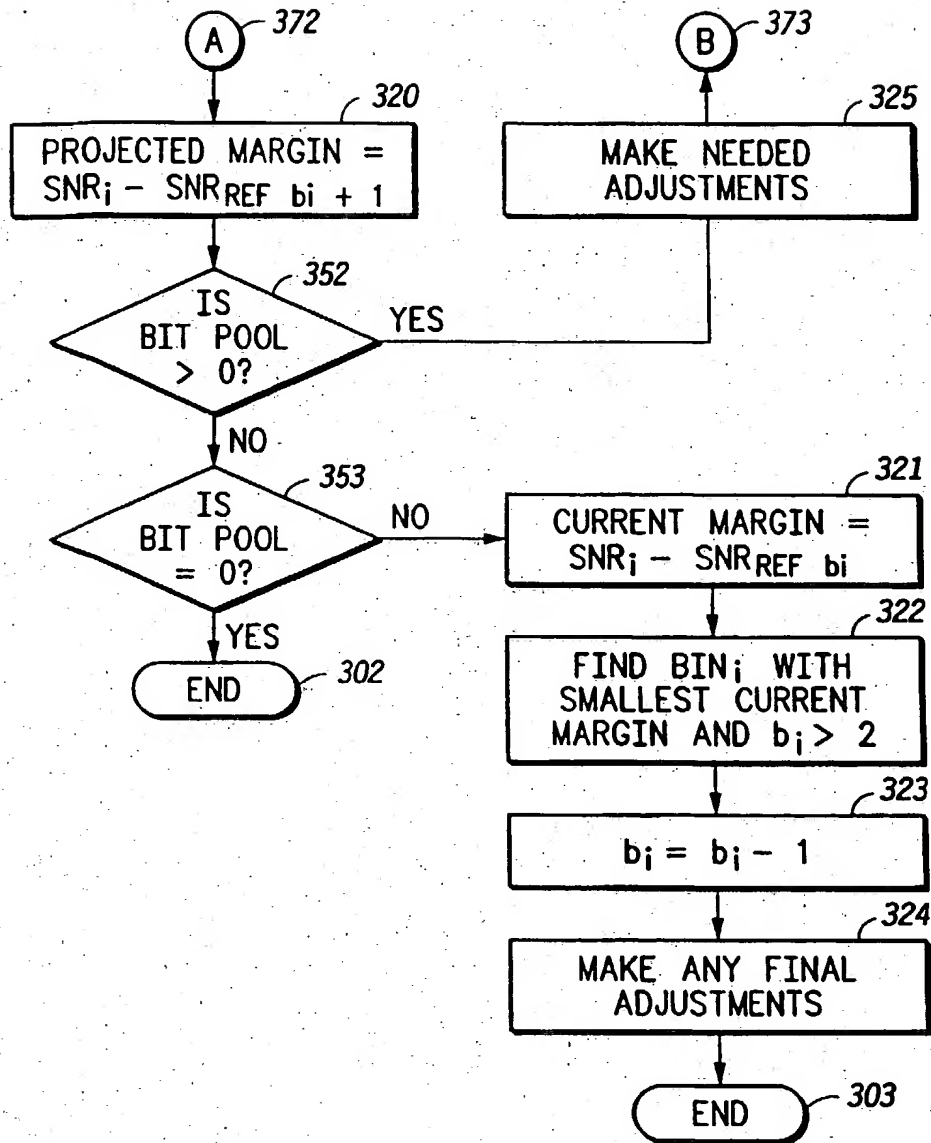 A
372
320
PROJECTED MARGIN =
SNRi – SNRREF bi + 1
352
IS
BIT POOL
> 0?
YES
NO
353
IS
BIT POOL
= 0?
NO
YES
END
302
B
373
325
MAKE NEEDED
ADJUSTMENTS
321
CURRENT MARGIN =
SNRi – SNRREF bi
322
FIND BINi WITH
SMALLEST CURRENT
MARGIN AND bi > 2
323
bi = bi – 1
324
MAKE ANY FINAL
ADJUSTMENTS
END
303